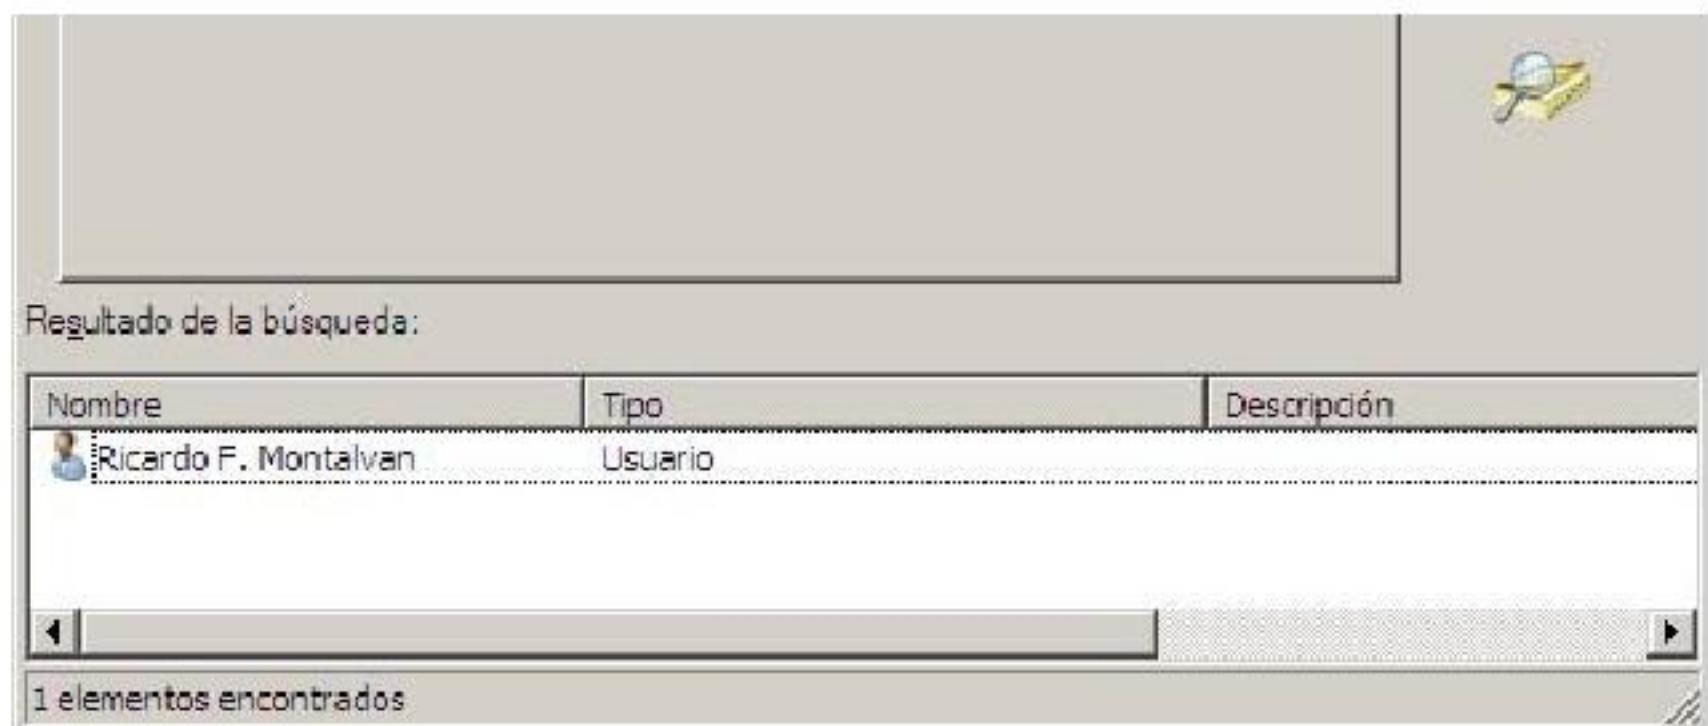 Resultado de la búsqueda:
Nombre Tipo Descripción
Ricardo F. Montalvan Usuario
1 elementos encontrados